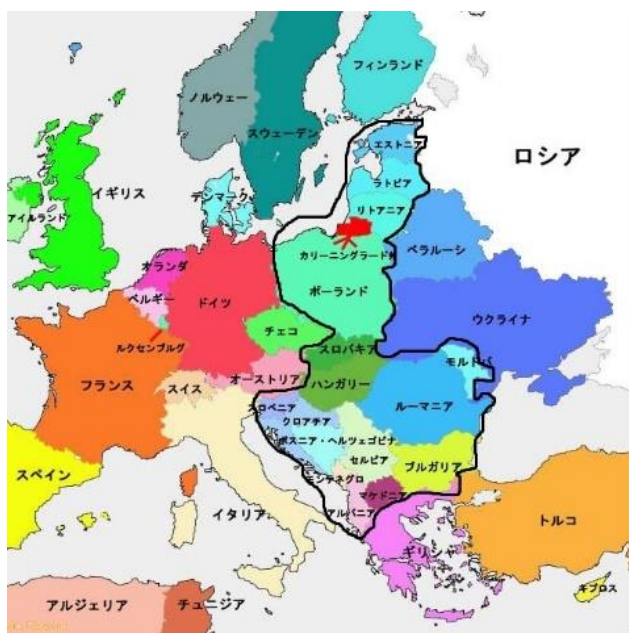 フィンランド
ノルウェー
スウェーデン
エストニア
ロシア
ラトビア
イギリス
デンマーク
リトアニア
アイルランド
カリーニングラード州
ベラルーシ
オランダ
ポーランド
ベルギー
ドイツ
ウクライナ
チェコ
ルクセンブルグ
スロバキア
モルドバ
フランス
スイス
オーストリア
ハンガリー
スロベニア
ルーマニア
クロアチア
ボスニア・ヘルツェゴビナ
セルビア
ブルガリア
スペイン
モンテネグロ
マケドニア
イタリア
アルバニア
トルコ
ギリシャ
キプロス
アルジェリア
チュニジア